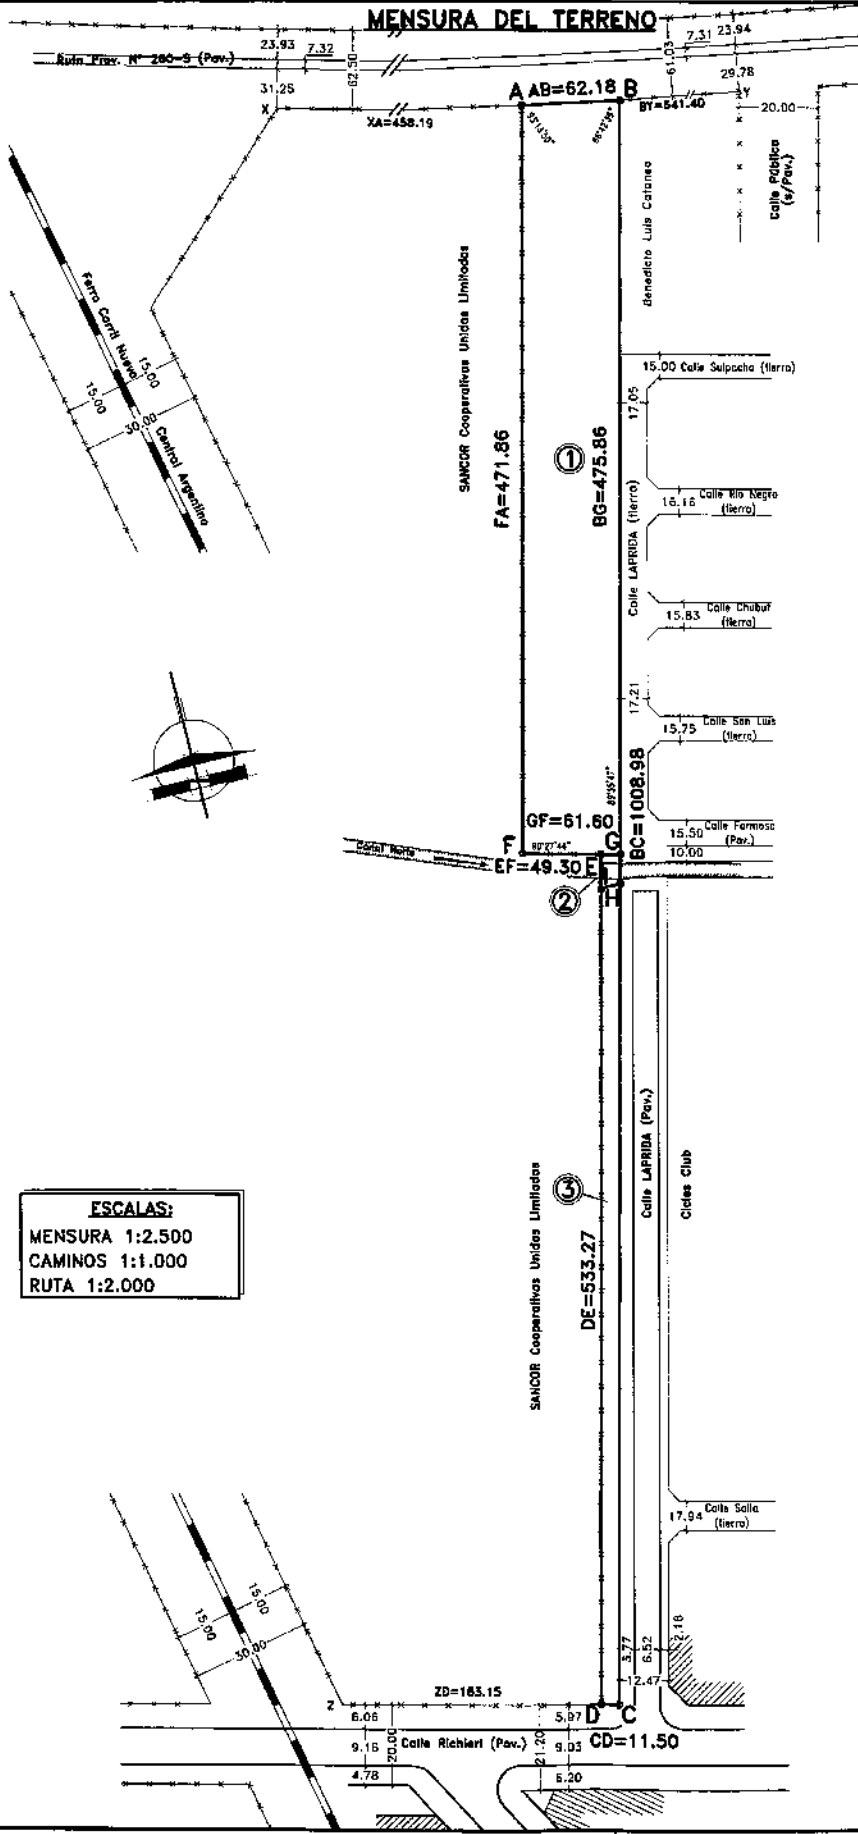 MENSURA DEL TERRENO
23.93
7.32
62.50
61.03
7.31
23.94
Ruta Prov. Nº 280-S (Pav.)
31.25
29.78
X
A
AB=62.18
B
Y
XA=458.19
BY=541.40
20.00
Calle Pública
(s/Pav.)
Benedicto Luis Cataneo
SANCOR Cooperativas Unidas Limitadas
Ferro Carril Nuevo
Central Argentino
15.00
15.00
30.00
15.00 Calle Suipacha (tierra)
17.05
FA=471.86
1
BG=475.86
Calle LAPRIDA (tierra)
16.16
Calle Rio Negro
(tierra)
15.83
Calle Chubut
(tierra)
17.21
15.75
Calle San Luis
(tierra)
BC=1008.98
GF=61.60
15.50
Calle Formosa
(Pav.)
10.00
F
G
Canal Norte
EF=49.30
E
2
H
Calle LAPRIDA (Pav.)
Ciclos Club
3
SANCOR Cooperativas Unidas Limitadas
DE=533.27
ESCALAS:
MENSURA 1:2.500
CAMINOS 1:1.000
RUTA 1:2.000
17.94
Calle Salta
(tierra)
15.00
15.00
30.00
6.52
2.18
12.47
Z
ZD=163.15
D
C
6.06
5.97
CD=11.50
9.16
20.00
Calle Richieri (Pav.)
21.20
9.03
4.78
6.20